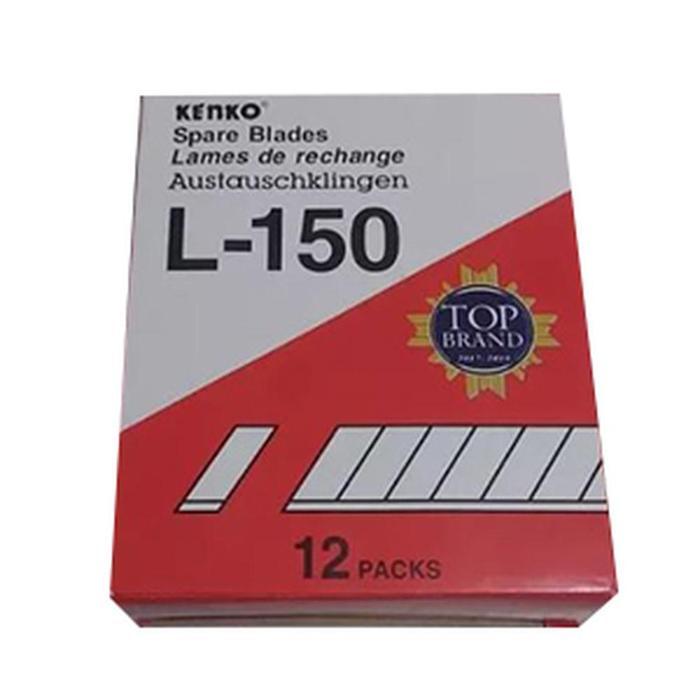 KENKO®
Spare Blades
Lames de rechange
Austauschklingen
L-150
TOP
BRAND
12 PACKS